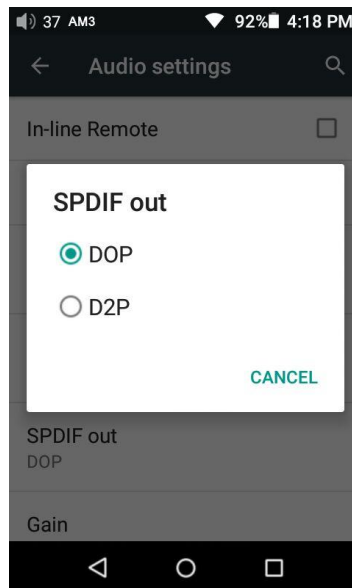 37 AM3 92% 4:18 PM
Audio settings
In-line Remote
SPDIF out
DOP
D2P
CANCEL
SPDIF out
DOP
Gain